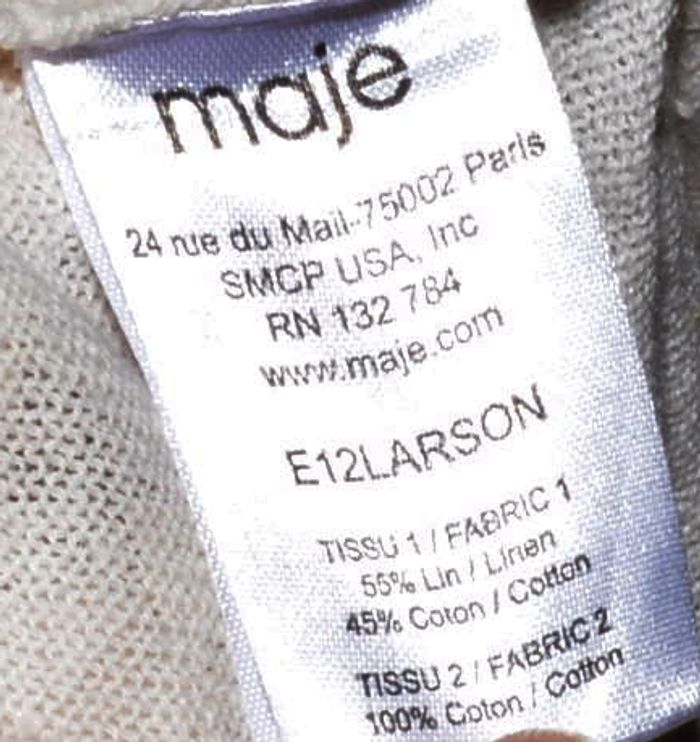 maje
24 rue du Mail-75002 Paris
SMCP USA, Inc
RN 132 784
www.maje.com
E12LARSON
TISSU 1 / FABRIC 1
55% Lin / Linen
45% Coton / Cotton
TISSU 2 / FABRIC 2
100% Coton / Cotton